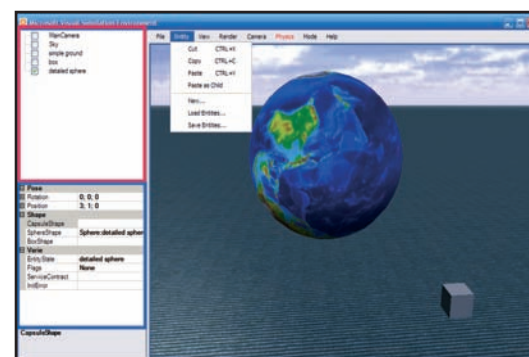 Microsoft Visual Simulation Environment
MainCamera
Sky
simple ground
box
detailed sphere
File Entity View Render Camera Physics Mode Help
Cut CTRL+X
Copy CTRL+C
Paste CTRL+V
Paste as Child
New...
Load Entities...
Save Entities...
Pose
Rotation 0; 0; 0
Position 3; 1; 0
Shape
CapsuleShape
SphereShape Sphere:detailed spher
BoxShape
Varie
EntityState detailed sphere
Flags None
ServiceContract
InitError
CapsuleShape